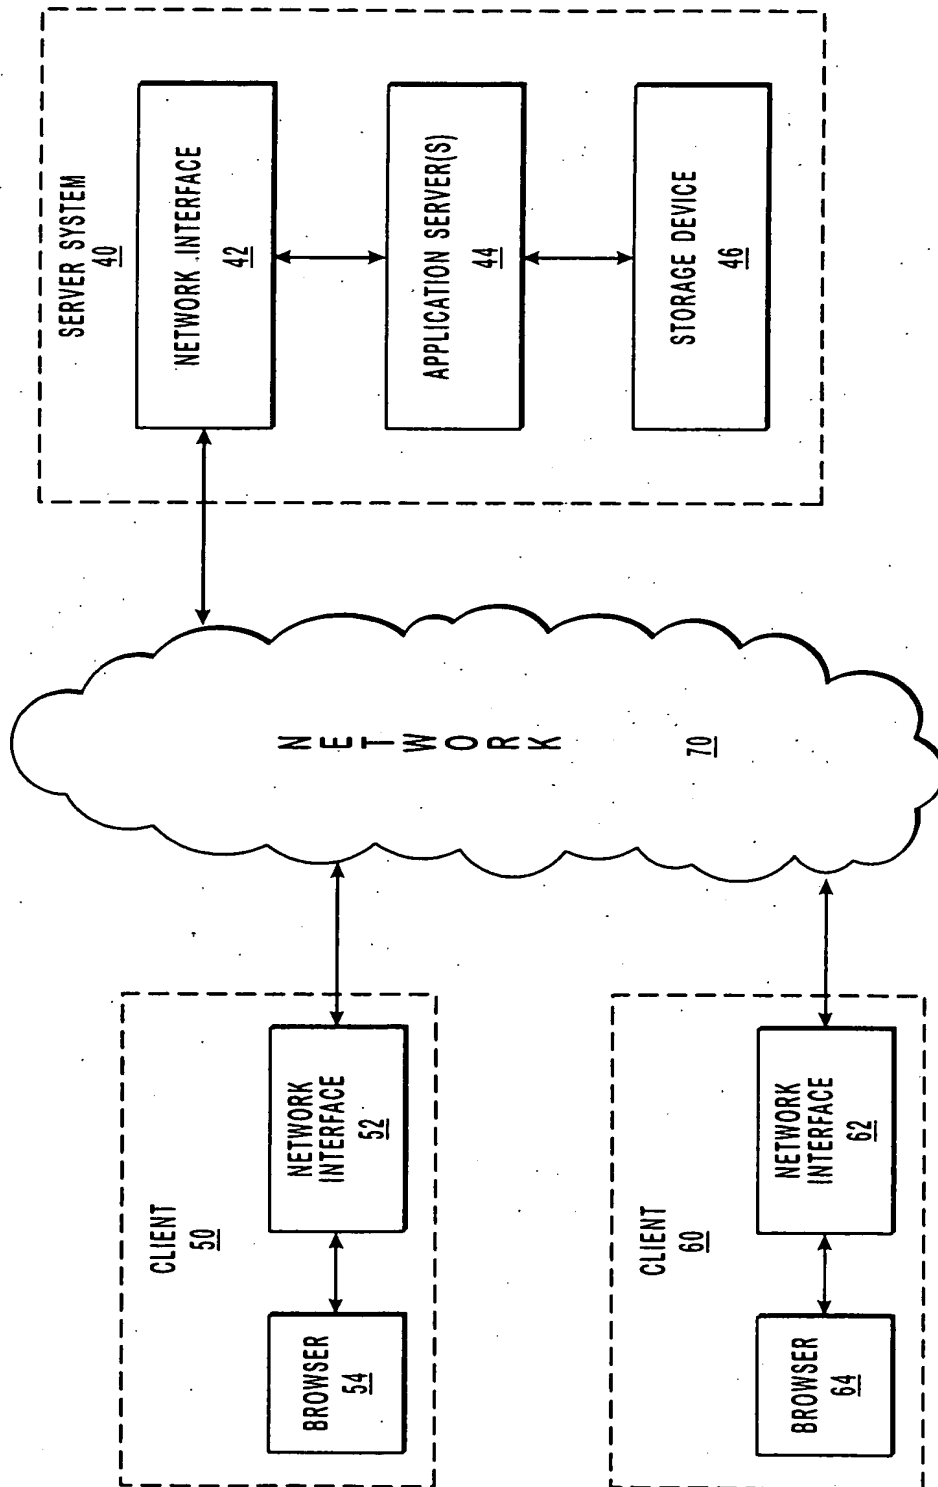 SERVER SYSTEM
40
NETWORK INTERFACE
42
APPLICATION SERVER(S)
44
STORAGE DEVICE
46
NETWORK
70
CLIENT
50
NETWORK
INTERFACE
52
BROWSER
54
CLIENT
60
NETWORK
INTERFACE
62
BROWSER
64